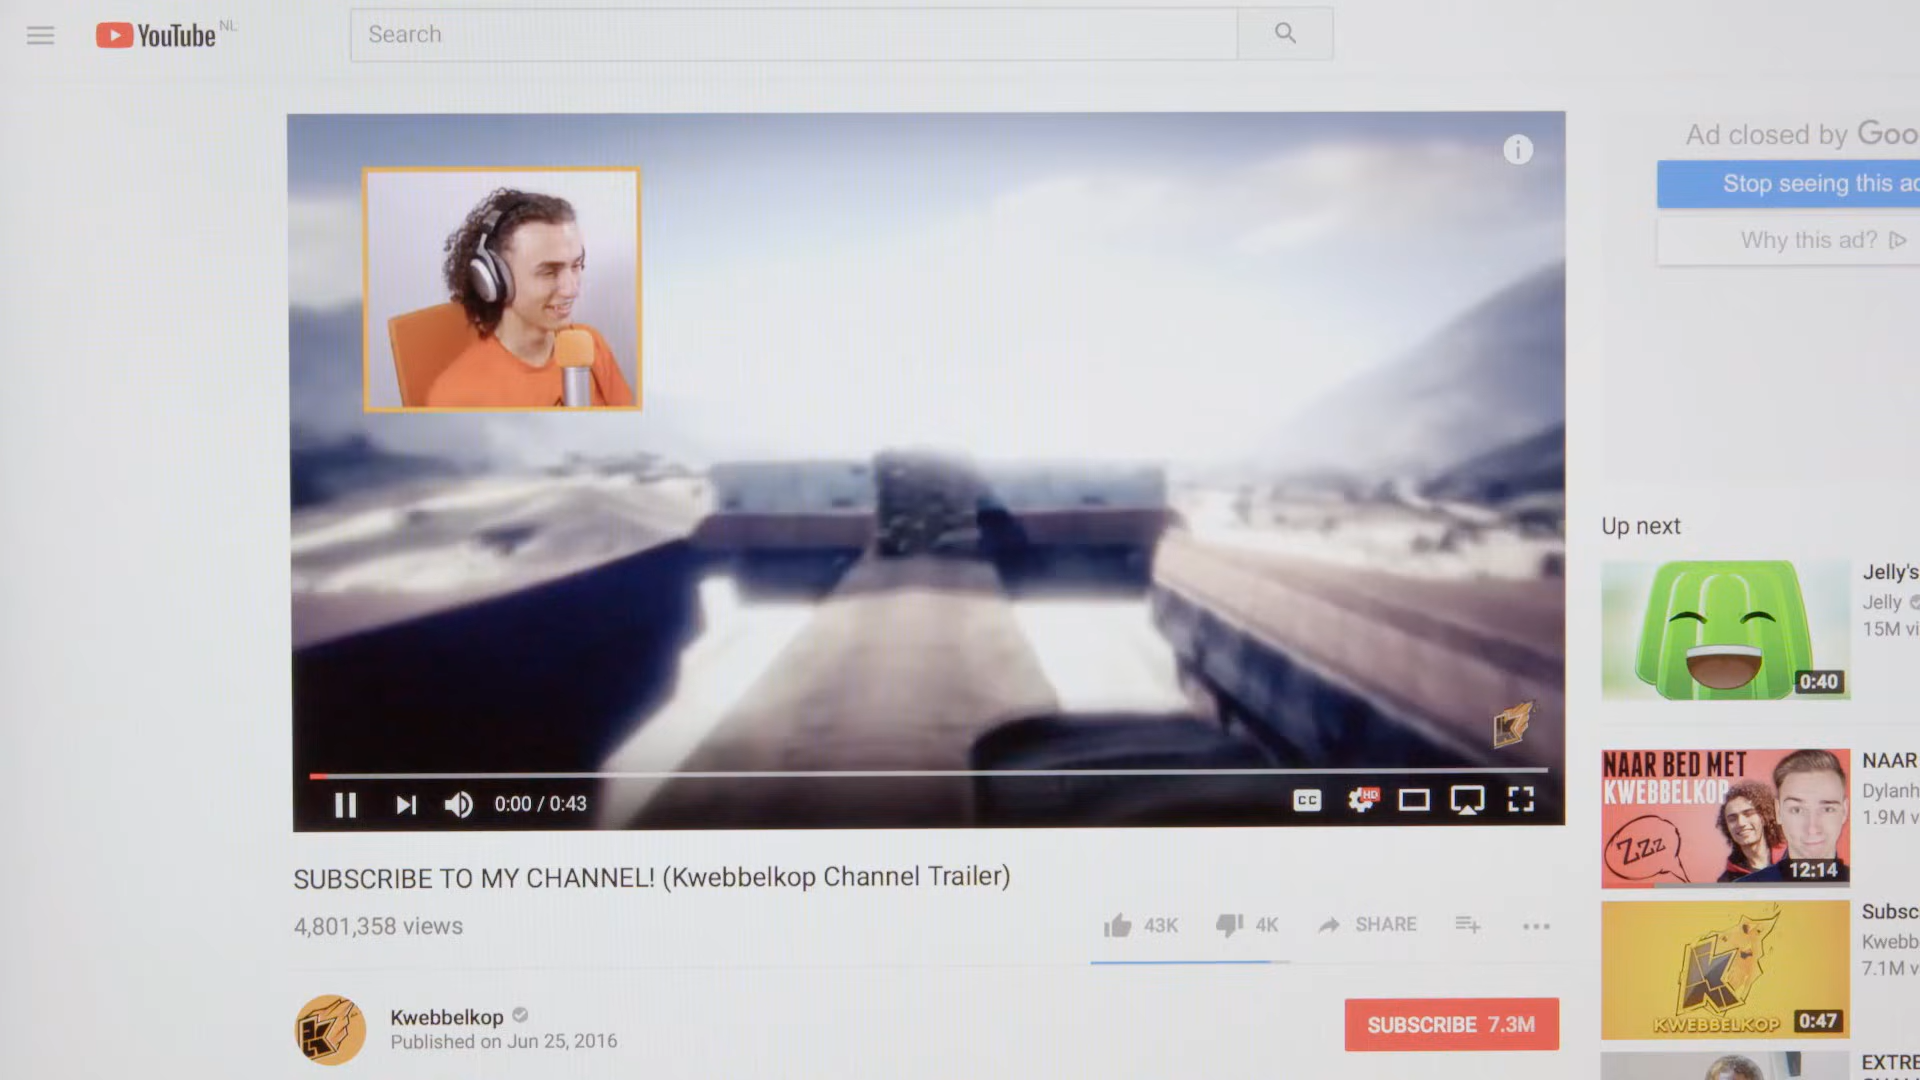 YouTube NL
Search
Ad closed by Goo
Stop seeing this ad
Why this ad?
i
0:00 / 0:43
CC
HD
SUBSCRIBE TO MY CHANNEL! (Kwebbelkop Channel Trailer)
4,801,358 views
43K
4K
SHARE
Kwebbelkop
Published on Jun 25, 2016
SUBSCRIBE 7.3M
Up next
0:40
Jelly's
Jelly
15M vi
NAAR BED MET
KWEBBELKOP
ZZZ
12:14
NAAR
Dylanh
1.9M v
K
KWEBBELKOP
0:47
Subsc
Kwebb
7.1M v
EXTRE